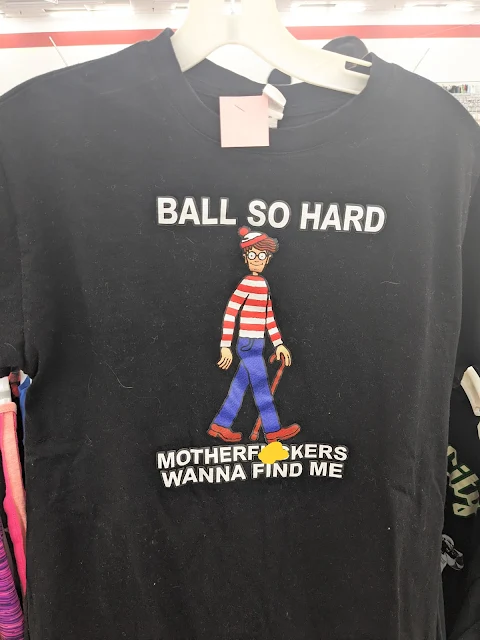 BALL SO HARD
MOTHERF KERS
WANNA FIND ME